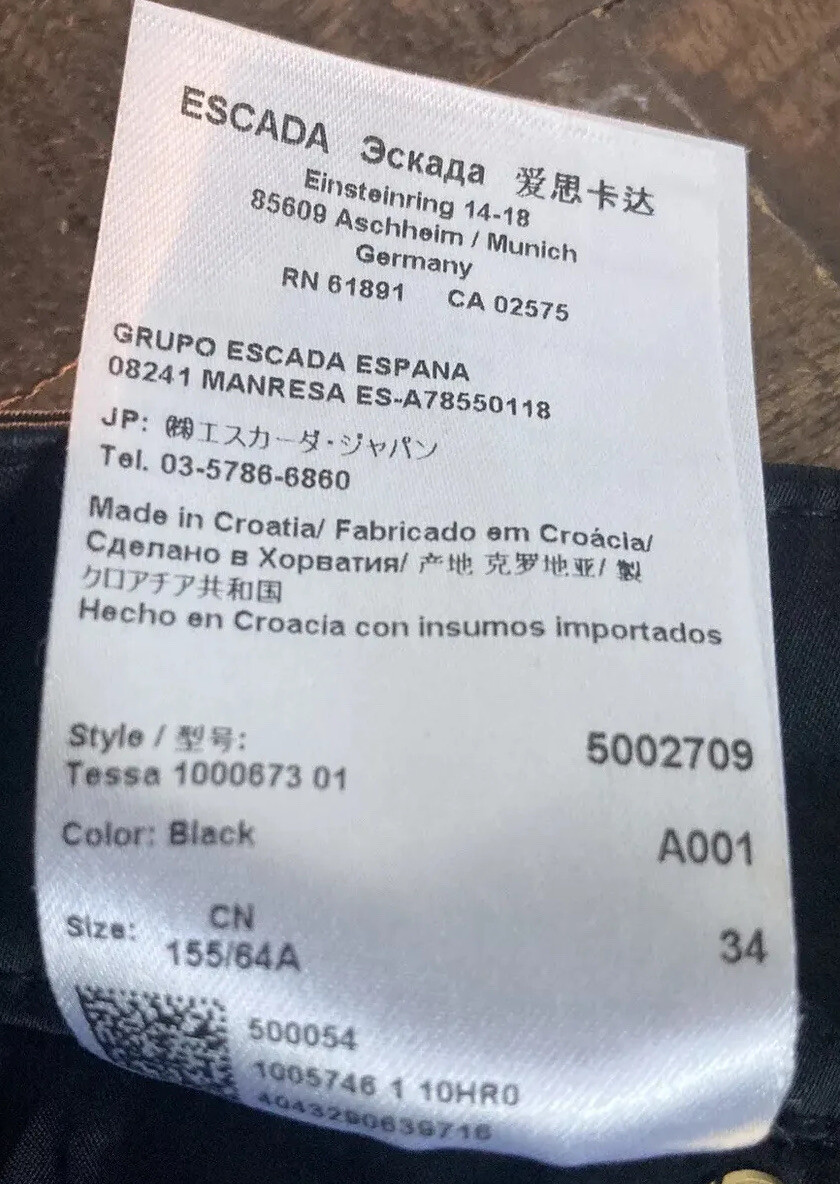 ESCADA Эскада 爱思卡达
Einsteinring 14-18
85609 Aschheim / Munich
Germany
RN 61891 CA 02575
GRUPO ESCADA ESPANA
08241 MANRESA ES-A78550118
JP: ㈱エスカーダ・ジャパン
Tel. 03-5786-6860
Made in Croatia/ Fabricado em Croácia/
Сделано в Хорватия/ 产地 克罗地亚/ 製
クロアチア共和国
Hecho en Croacia con insumos importados
Style / 型号: 5002709
Tessa 1000673 01
Color: Black A001
CN
Size: 155/64A 34
500054
1005746 1 10HR0
4043290639716